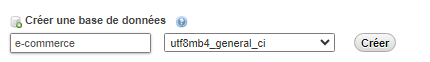 Créer une base de données
e-commerce utf8mb4_general_ci Créer